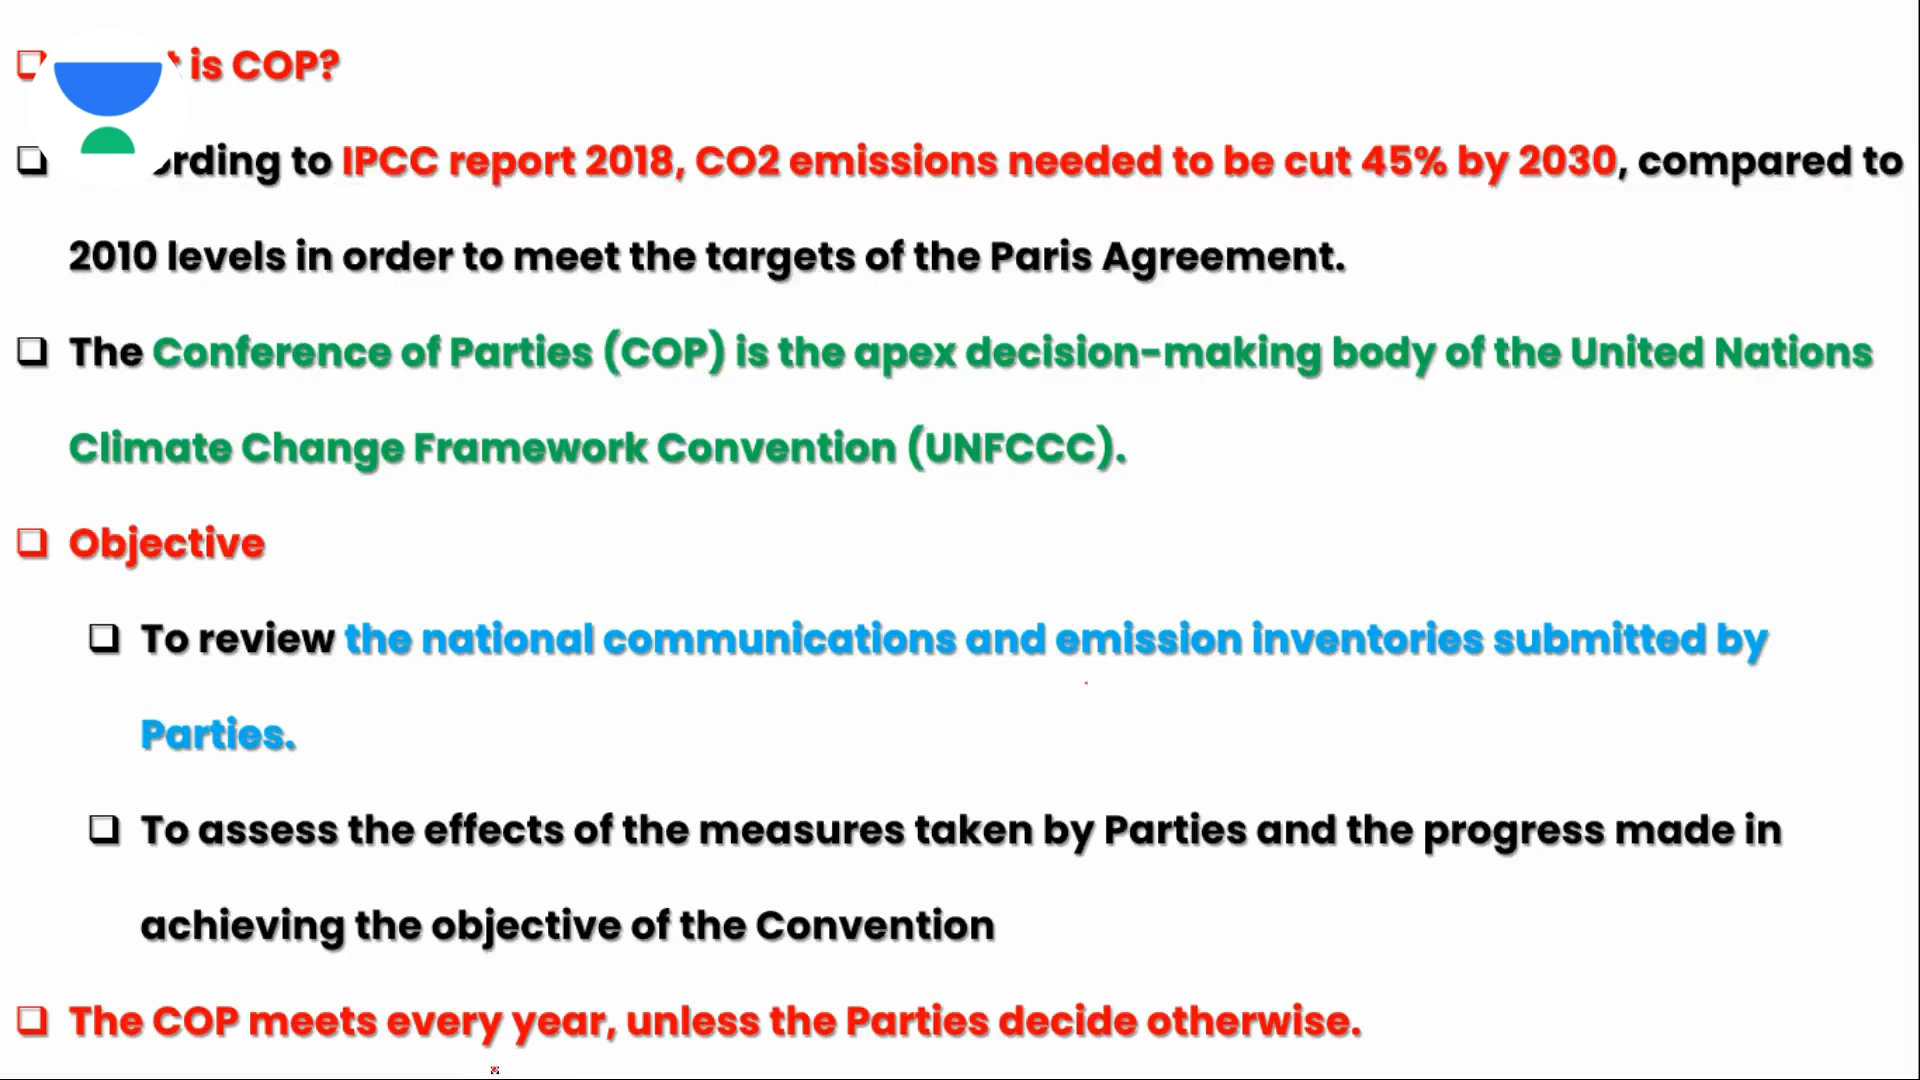 is COP?
rding to IPCC report 2018, CO2 emissions needed to be cut 45% by 2030, compared to
2010 levels in order to meet the targets of the Paris Agreement.
The Conference of Parties (COP) is the apex decision-making body of the United Nations
Climate Change Framework Convention (UNFCCC).
Objective
To review the national communications and emission inventories submitted by
Parties.
To assess the effects of the measures taken by Parties and the progress made in
achieving the objective of the Convention
The COP meets every year, unless the Parties decide otherwise.